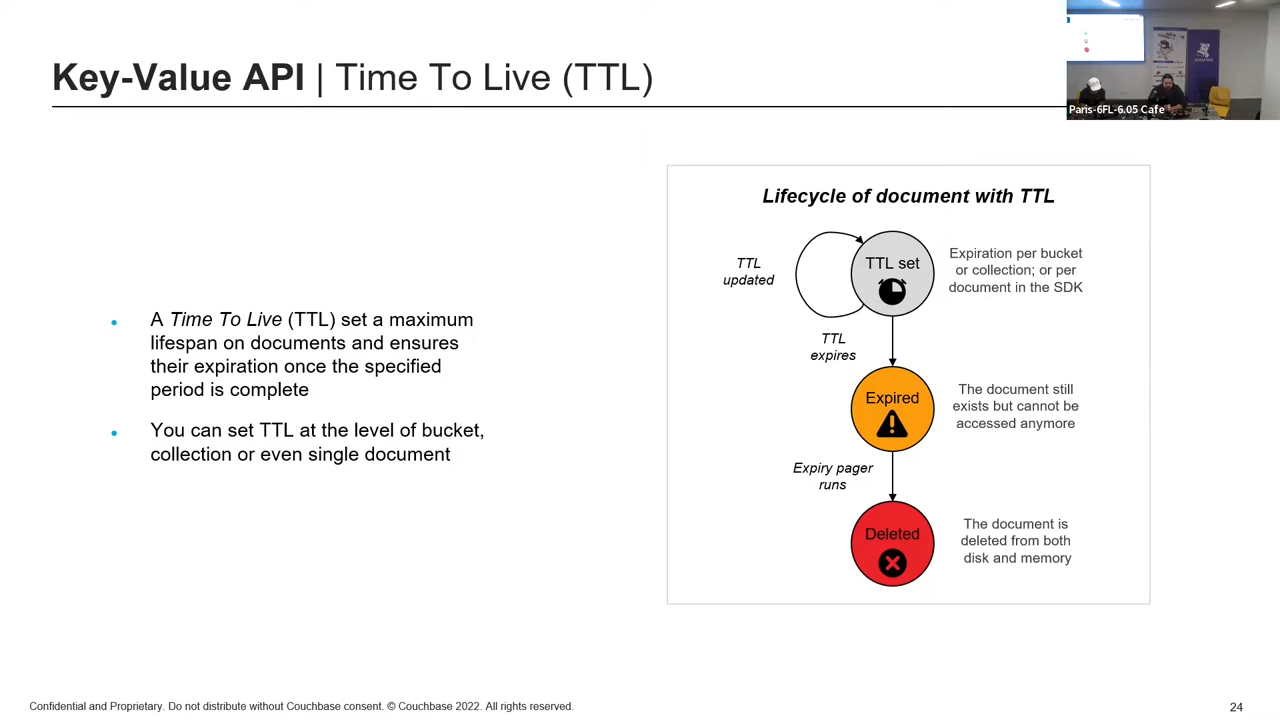 Key-Value API | Time To Live (TTL)
Paris-6FL-6.05 Cafe
A Time To Live (TTL) set a maximum
lifespan on documents and ensures
their expiration once the specified
period is complete
You can set TTL at the level of bucket,
collection or even single document
Lifecycle of document with TTL
TTL
updated
TTL set
Expiration per bucket
or collection; or per
document in the SDK
TTL
expires
Expired
The document still
exists but cannot be
accessed anymore
Expiry pager
runs
Deleted
The document is
deleted from both
disk and memory
Confidential and Proprietary. Do not distribute without Couchbase consent. © Couchbase 2022. All rights reserved.
24